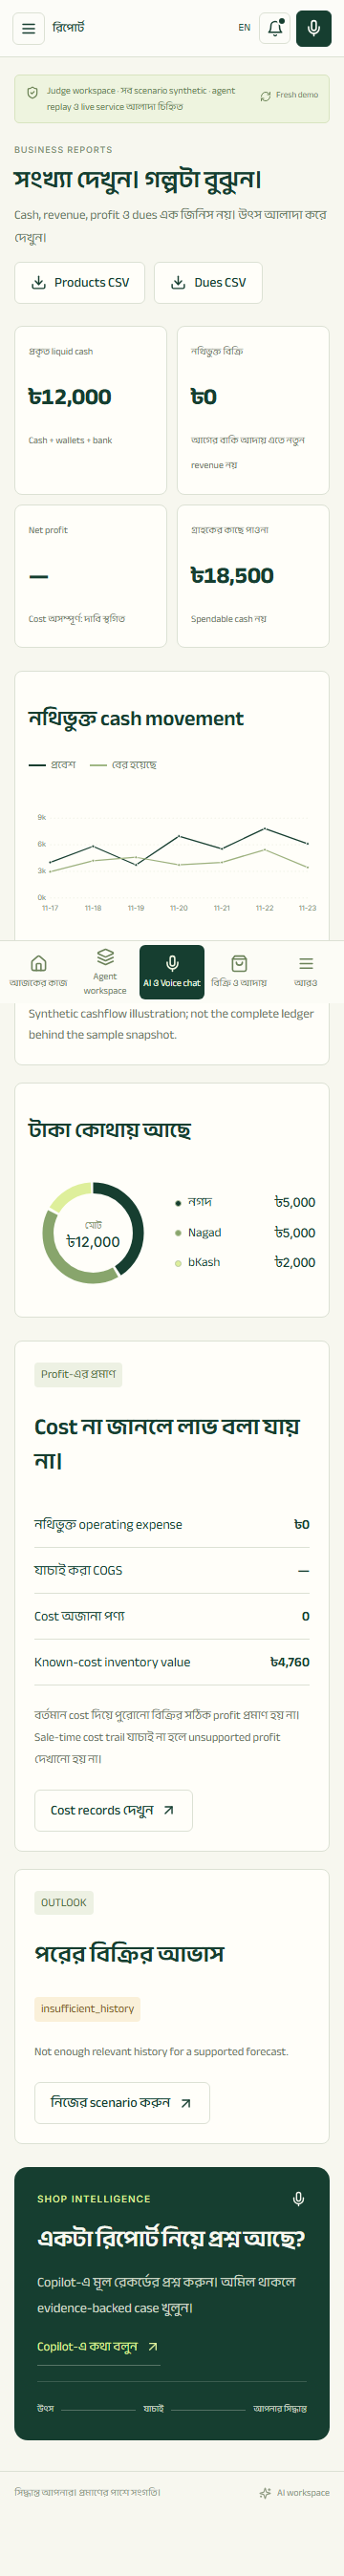 রিপোর্ট
EN
Judge workspace · সব scenario synthetic · agent
replay ও live service আলাদা চিহ্নিত
Fresh demo
BUSINESS REPORTS
সংখ্যা দেখুন। গল্পটা বুঝুন।
Cash, revenue, profit ও dues এক জিনিস নয়। উৎস আলাদা করে
দেখুন।
Products CSV
Dues CSV
প্রকৃত liquid cash
৳12,000
Cash + wallets + bank
নথিভুক্ত বিক্রি
৳0
আগের বাকি আদায় এতে নতুন
revenue নয়
Net profit
—
Cost অসম্পূর্ণ: দাবি স্থগিত
গ্রাহকের কাছে পাওনা
৳18,500
Spendable cash নয়
নথিভুক্ত cash movement
প্রবেশ
বের হয়েছে
9k
6k
3k
0k
11-17 11-18 11-19 11-20 11-21 11-22 11-23
আজকের কাজ
Agent
workspace
AI ও Voice chat
বিক্রি ও আদায়
আরও
Synthetic cashflow illustration; not the complete ledger
behind the sample snapshot.
টাকা কোথায় আছে
মোট
৳12,000
নগদ ৳5,000
Nagad ৳5,000
bKash ৳2,000
Profit-এর প্রমাণ
Cost না জানলে লাভ বলা যায়
না।
নথিভুক্ত operating expense ৳0
যাচাই করা COGS —
Cost অজানা পণ্য 0
Known-cost inventory value ৳4,760
বর্তমান cost দিয়ে পুরোনো বিক্রির সঠিক profit প্রমাণ হয় না।
Sale-time cost trail যাচাই না হলে unsupported profit
দেখানো হয় না।
Cost records দেখুন
OUTLOOK
পরের বিক্রির আভাস
insufficient_history
Not enough relevant history for a supported forecast.
নিজের scenario করুন
SHOP INTELLIGENCE
একটা রিপোর্ট নিয়ে প্রশ্ন আছে?
Copilot-এ মূল রেকর্ডের প্রশ্ন করুন। অমিল থাকলে
evidence-backed case খুলুন।
Copilot-এ কথা বলুন
উৎস
যাচাই
আপনার সিদ্ধান্ত
সিদ্ধান্ত আপনারা। প্রমাণের পাশে সংগতি।
AI workspace